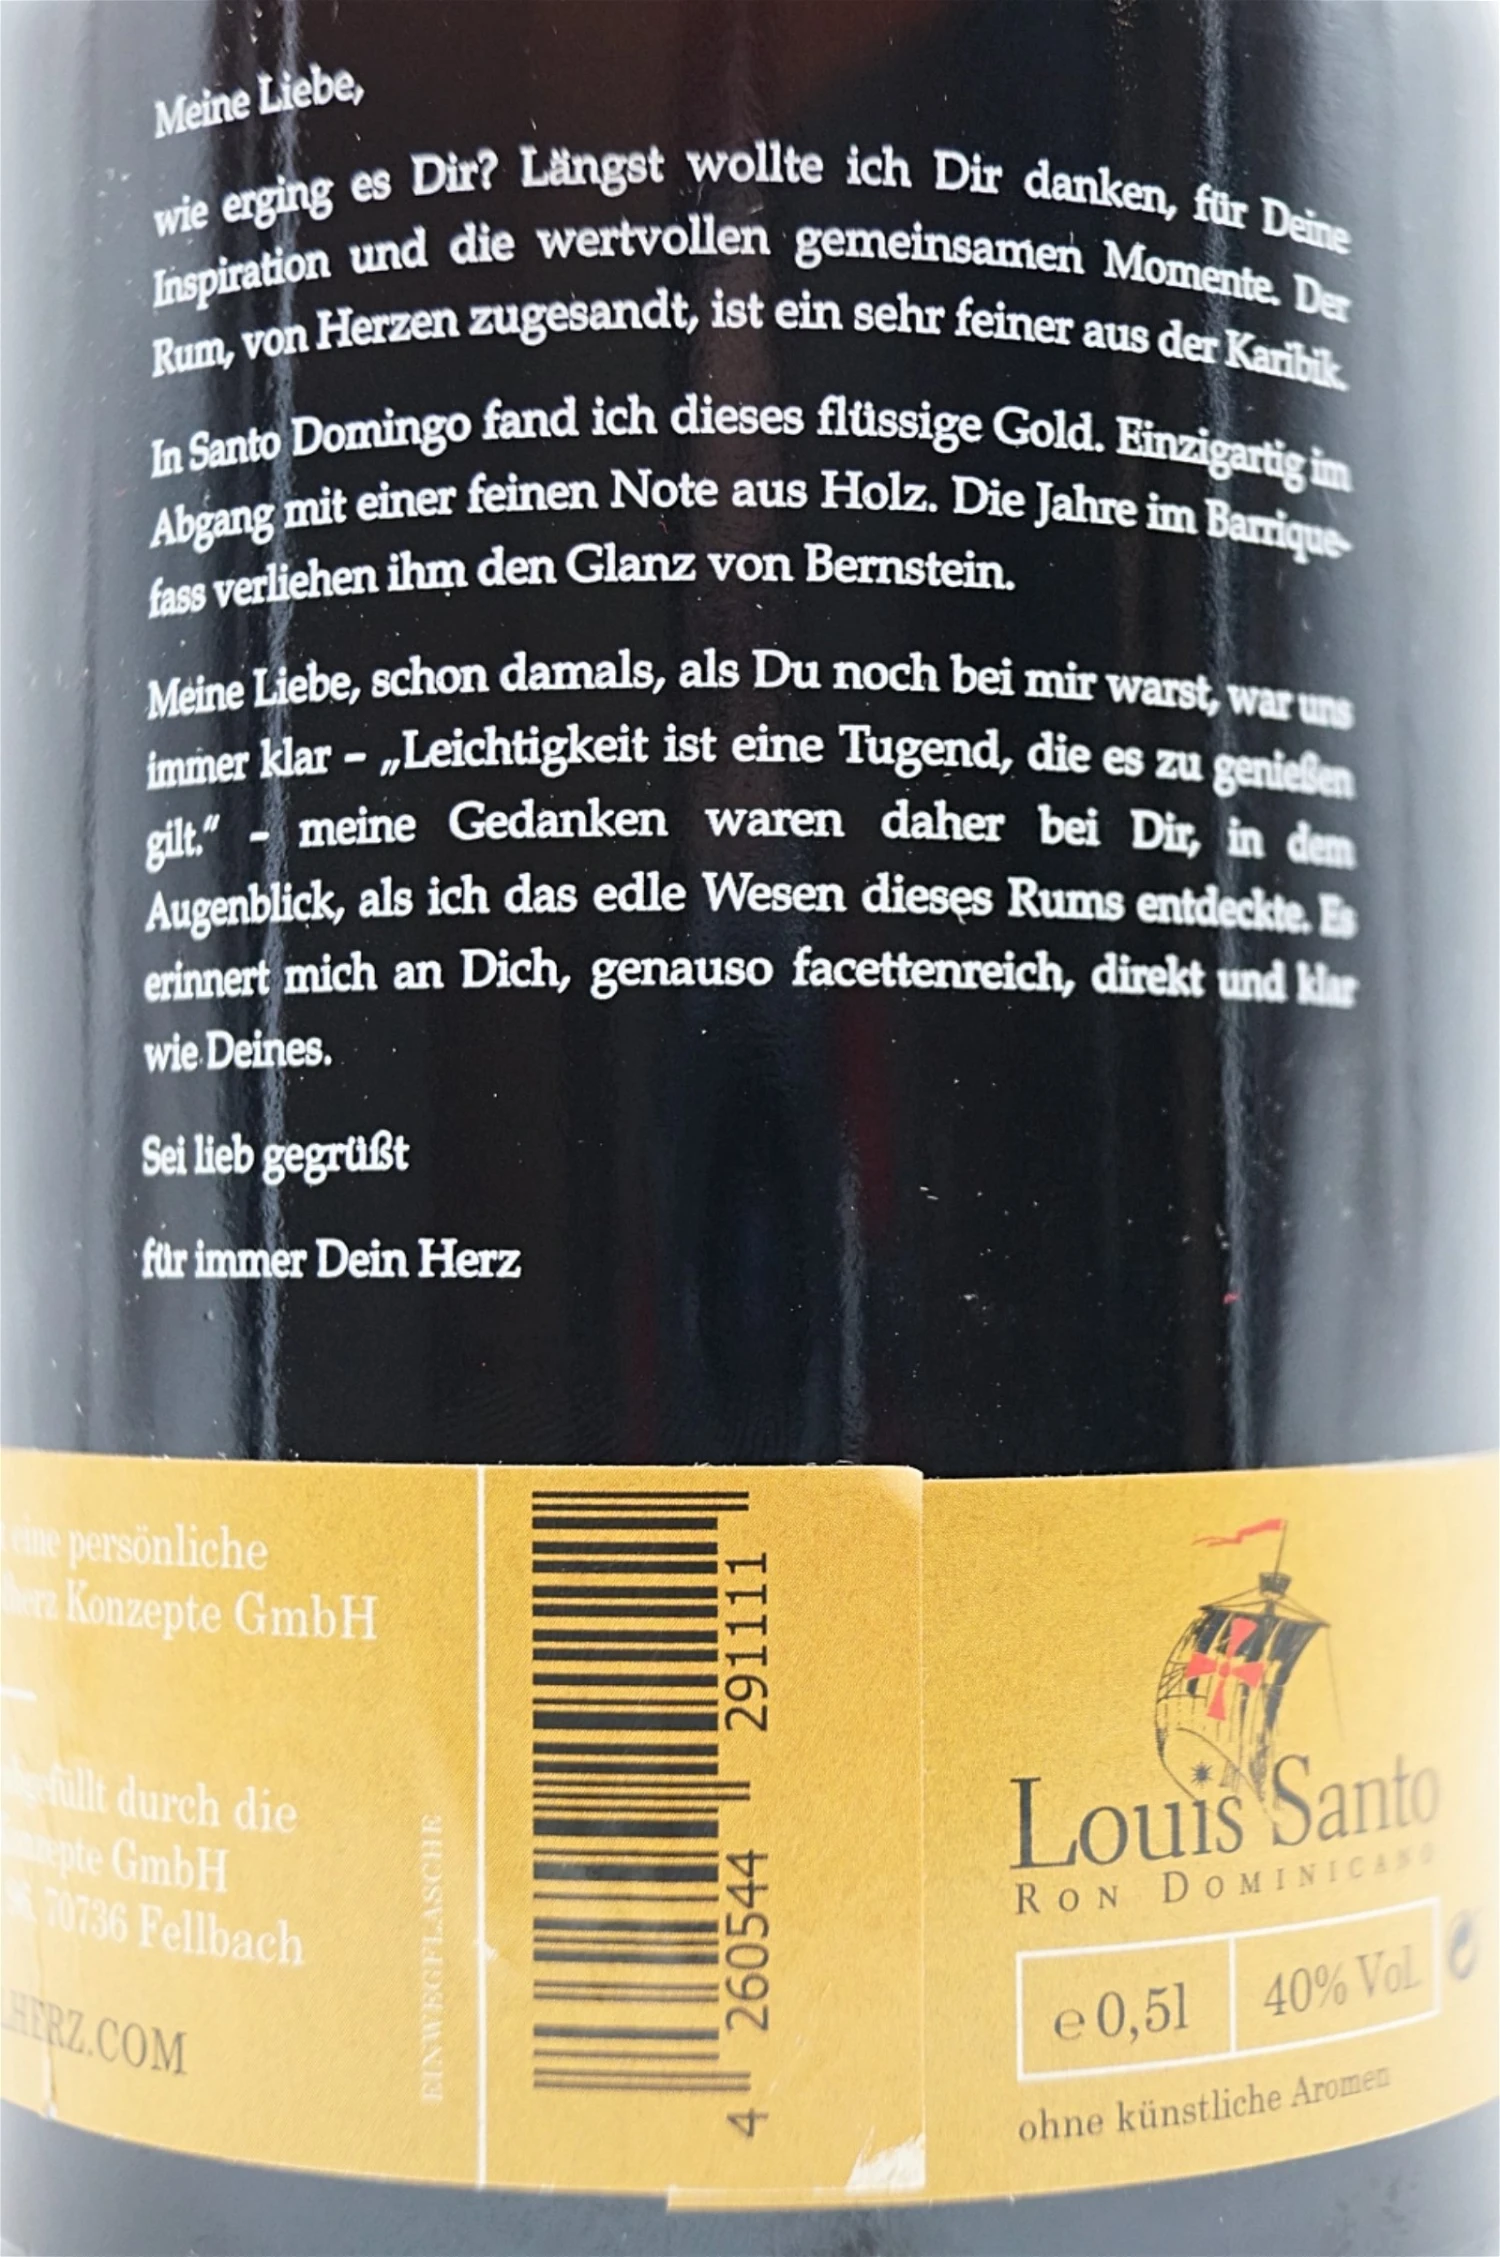 Meine Liebe,
wie erging es Dir? Längst wollte ich Dir danken, für Deine
Inspiration und die wertvollen gemeinsamen Momente. Der
Rum, von Herzen zugesandt, ist ein sehr feiner aus der Karibik.
In Santo Domingo fand ich dieses flüssige Gold. Einzigartig im
Abgang mit einer feinen Note aus Holz. Die Jahre im Barrique-
fass verliehen ihm den Glanz von Bernstein.
Meine Liebe, schon damals, als Du noch bei mir warst, war uns
immer klar – „Leichtigkeit ist eine Tugend, die es zu genießen
gilt.“ – meine Gedanken waren daher bei Dir, in dem
Augenblick, als ich das edle Wesen dieses Rums entdeckte. Es
erinnert mich an Dich, genauso facettenreich, direkt und klar
wie Deines.
Sei lieb gegrüßt
für immer Dein Herz
eine persönliche
herz Konzepte GmbH
gefüllt durch die
GmbH
70736 Fellbach
HERZ.COM
EINWEGFLASCHE
4 260544 291111
Louis Santo
RON DOMINICANO
e 0,5l
40% Vol.
ohne künstliche Aromen